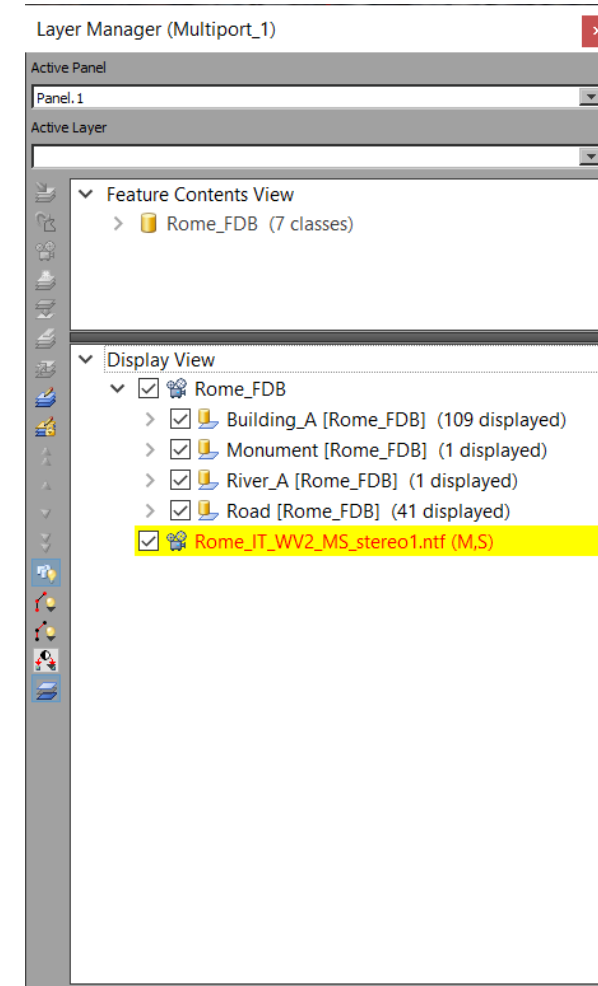 Layer Manager (Multiport_1)
Active Panel
Panel.1
Active Layer
Feature Contents View
Rome_FDB (7 classes)
Display View
Rome_FDB
Building_A [Rome_FDB] (109 displayed)
Monument [Rome_FDB] (1 displayed)
River_A [Rome_FDB] (1 displayed)
Road [Rome_FDB] (41 displayed)
Rome_IT_WV2_MS_stereo1.ntf (M,S)